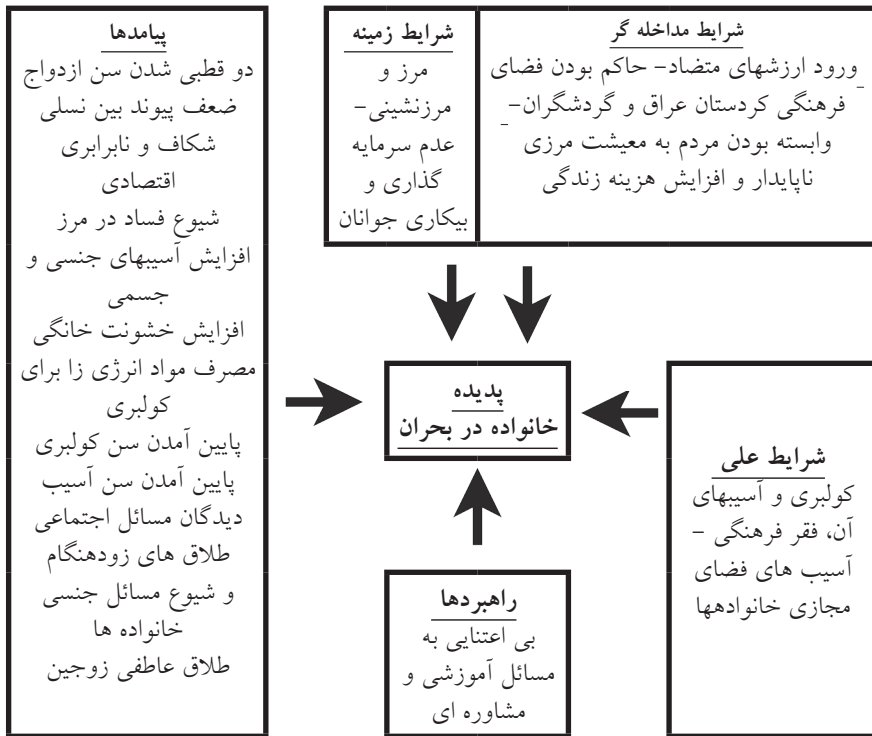 شرایط مداخله گر
ورود ارزشهای متضاد- حاکم بودن فضای
فرهنگی کردستان عراق و گردشگران-
وابسته بودن مردم به معیشت مرزی
ناپایدار و افزایش هزینه زندگی
شرایط زمینه
مرز و
مرزنشینی-
عدم سرمایه
گذاری و
بیکاری جوانان
پیامدها
دو قطبی شدن سن ازدواج
ضعف پیوند بین نسلی
شکاف و نابرابری
اقتصادی
شیوع فساد در مرز
افزایش آسیبهای جنسی و
جسمی
افزایش خشونت خانگی
مصرف مواد انرژی زا برای
کولبری
پایین آمدن سن کولبری
پایین آمدن سن آسیب
دیدگان مسائل اجتماعی
طلاق های زودهنگام
و شیوع مسائل جنسی
خانواده ها
طلاق عاطفی زوجین
پدیده
خانواده در بحران
شرایط علی
کولبری و آسیبهای
آن، فقر فرهنگی -
آسیب های فضای
مجازی خانوادهها
راهبردها
بی اعتنایی به
مسائل آموزشی و
مشاوره ای